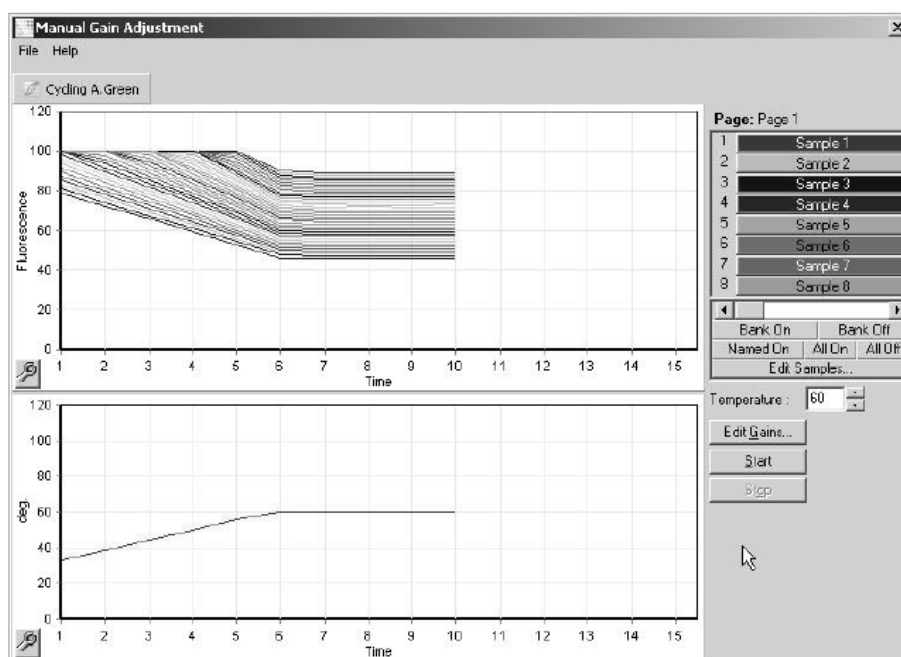 Manual Gain Adjustment
File Help
Cycling A.Green
120
100
80
60
40
20
0
Fluorescence
1 2 3 4 5 6 7 8 9 10 11 12 13 14 15
Time
120
100
80
60
40
20
0
deg.
1 2 3 4 5 6 7 8 9 10 11 12 13 14 15
Time
Page: Page 1
1 Sample 1
2 Sample 2
3 Sample 3
4 Sample 4
5 Sample 5
6 Sample 6
7 Sample 7
8 Sample 8
Bank On Bank Off
Named On All On All Off
Edit Samples...
Temperature : 60
Edit Gains...
Start
Stop